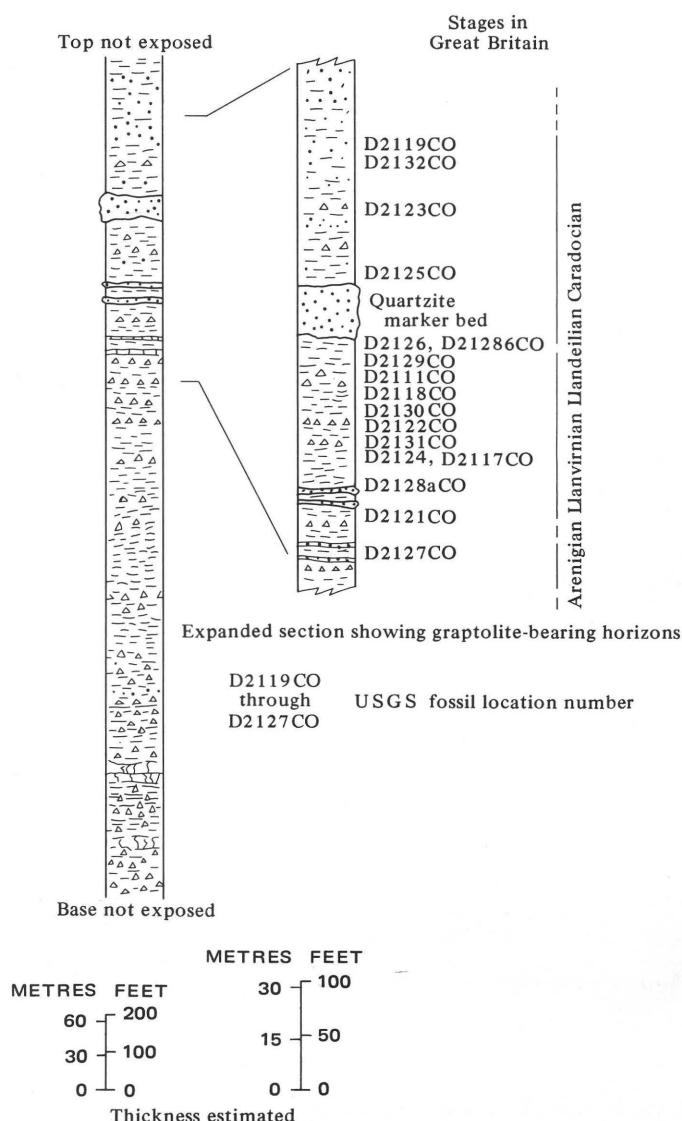 Top not exposed
Stages in
Great Britain
D2119CO
D2132CO
D2123CO
D2125CO
Quartzite
marker bed
D2126, D21286CO
D2129CO
D2111CO
D2118CO
D2130CO
D2122CO
D2131CO
D2124, D2117CO
D2128aCO
D2121CO
D2127CO
Arenigian Llanvirnian Llandeilian Caradocian
Expanded section showing graptolite-bearing horizons
D2119CO
through
D2127CO
USGS fossil location number
Base not exposed
METRES FEET
60 200
30 100
0 0
METRES FEET
30 100
15 50
0 0
Thickness estimated